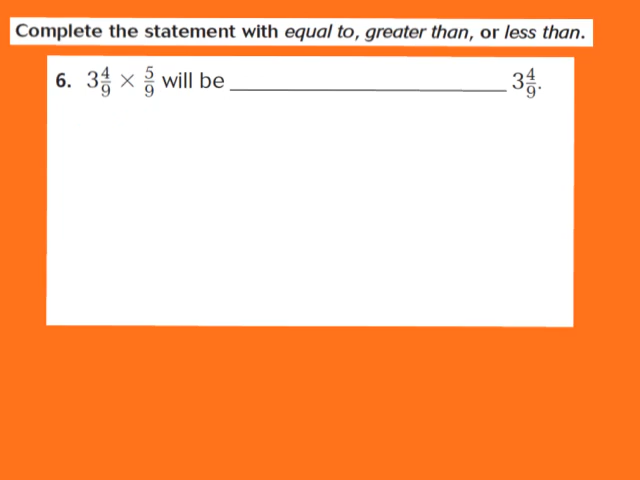 Complete the statement with equal to, greater than, or less than.
6. 3 4/9 × 5/9 will be ______________________ 3 4/9.